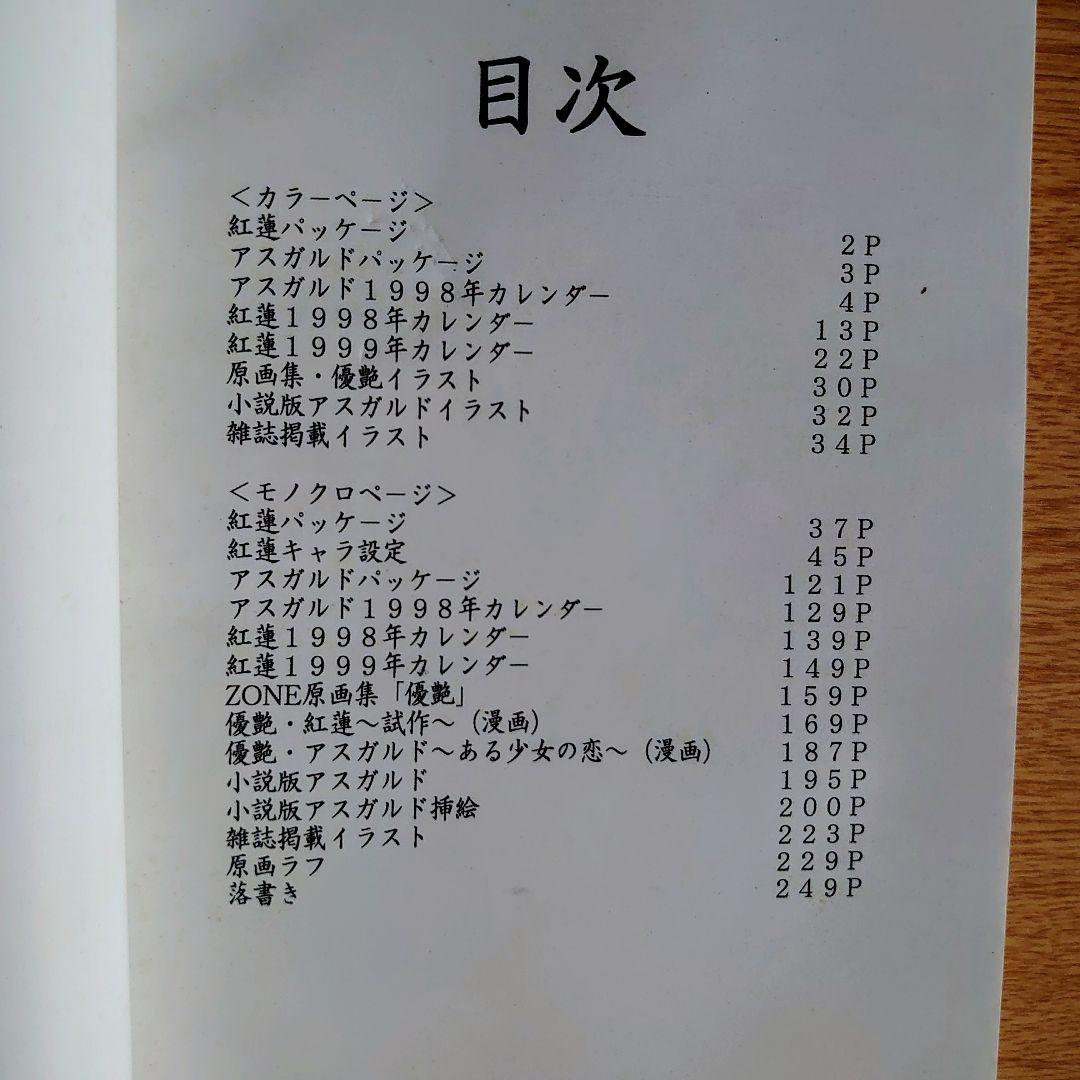 目次
＜カラーページ＞
紅蓮パッケージ 2P
アスガルドパッケージ 3P
アスガルド１９９８年カレンダー 4P
紅蓮１９９８年カレンダー 13P
紅蓮１９９９年カレンダー 22P
原画集・優艶イラスト 30P
小説版アスガルドイラスト 32P
雑誌掲載イラスト 34P
＜モノクロページ＞
紅蓮パッケージ 37P
紅蓮キャラ設定 45P
アスガルドパッケージ 121P
アスガルド１９９８年カレンダー 129P
紅蓮１９９８年カレンダー 139P
紅蓮１９９９年カレンダー 149P
ZONE原画集「優艶」 159P
優艶・紅蓮～試作～（漫画） 169P
優艶・アスガルド～ある少女の恋～（漫画） 187P
小説版アスガルド 195P
小説版アスガルド挿絵 200P
雑誌掲載イラスト 223P
原画ラフ 229P
落書き 249P